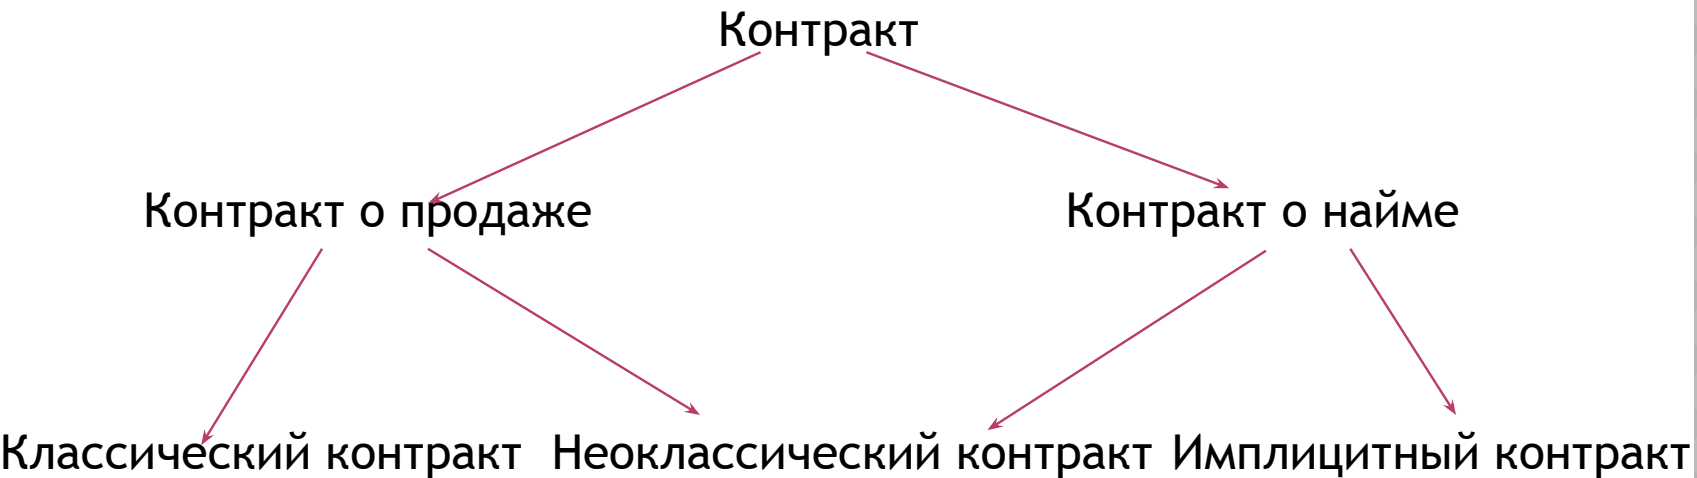 Контракт
Контракт о продаже
Контракт о найме
Классический контракт
Неоклассический контракт
Имплицитный контракт